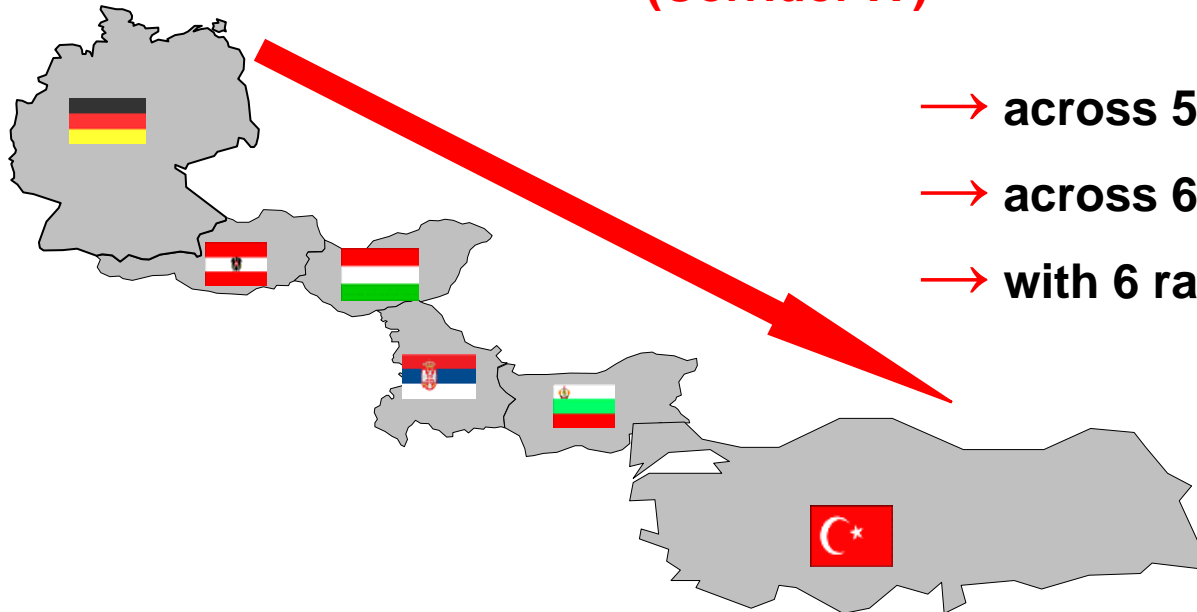 → across 5
→ across 6
→ with 6 ra